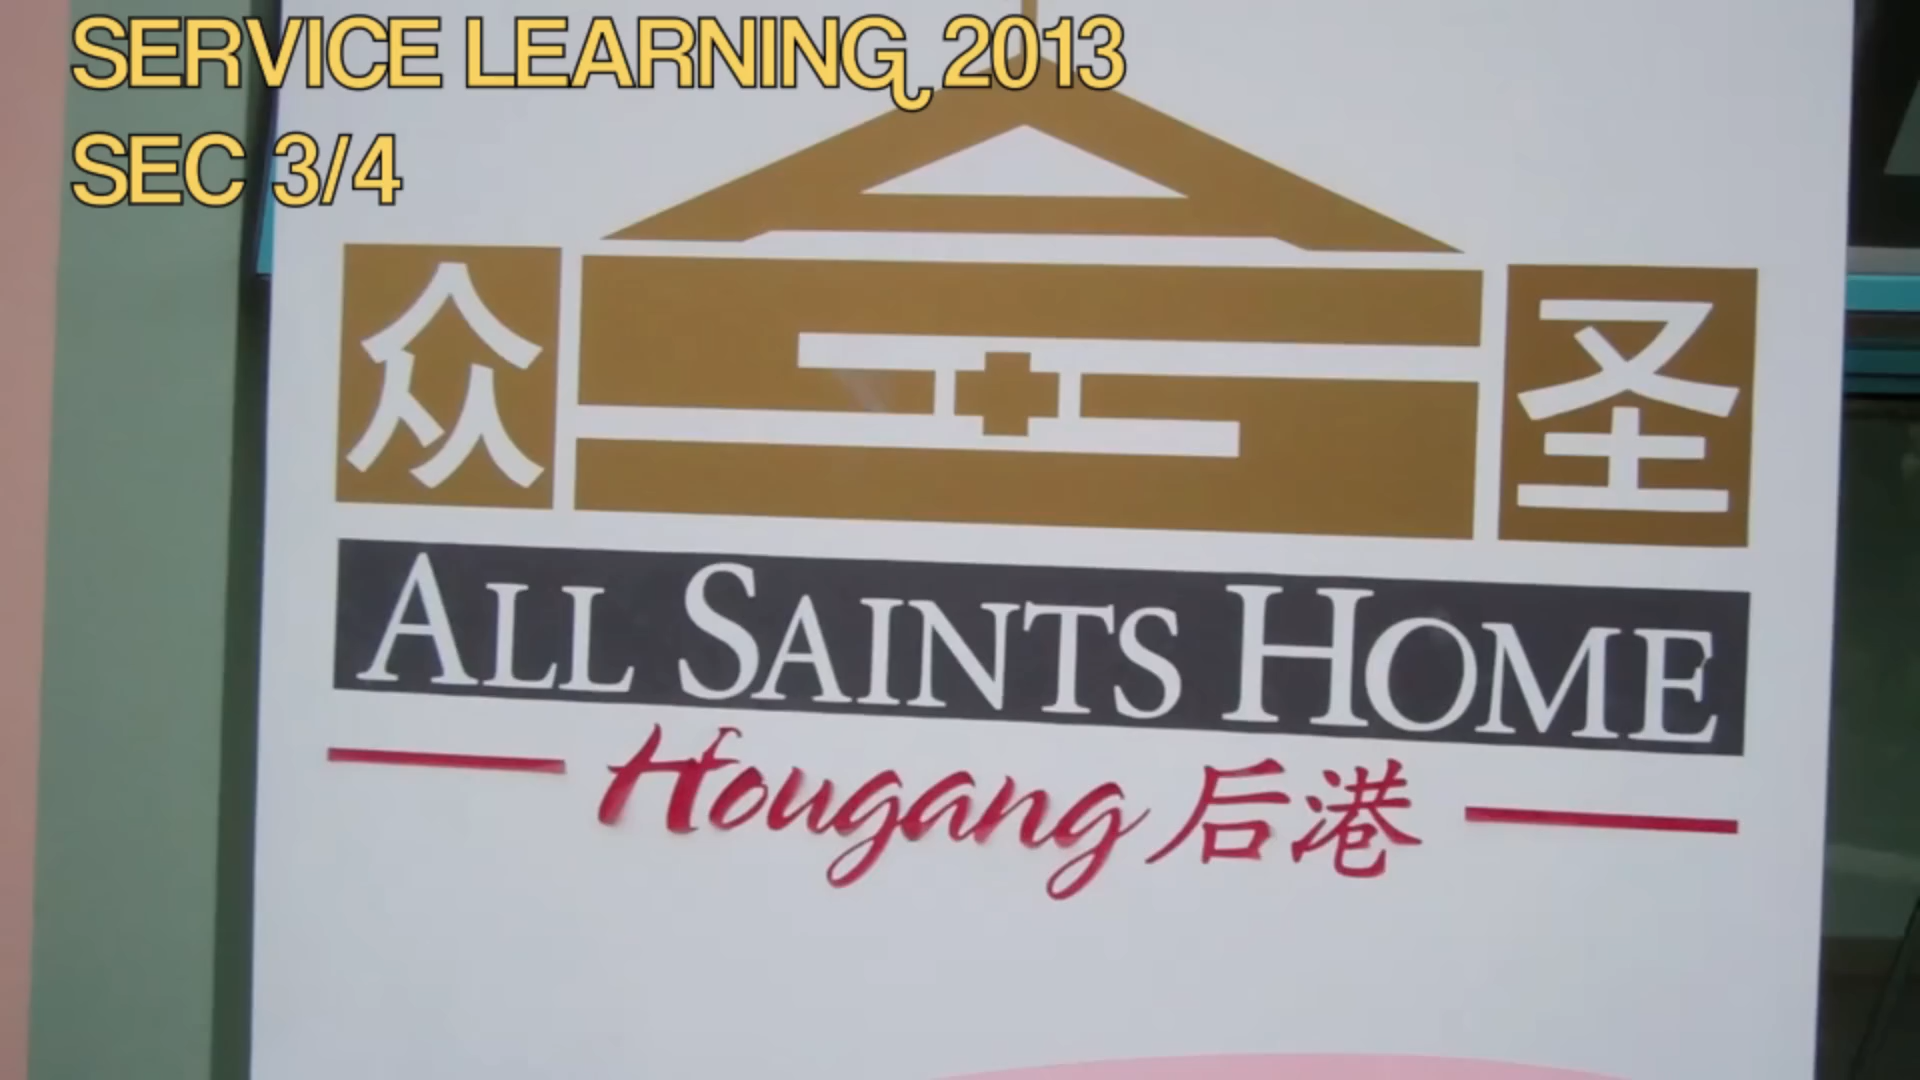 SERVICE LEARNING 2013
SEC 3/4
众 圣
ALL SAINTS HOME
Hougang 后港